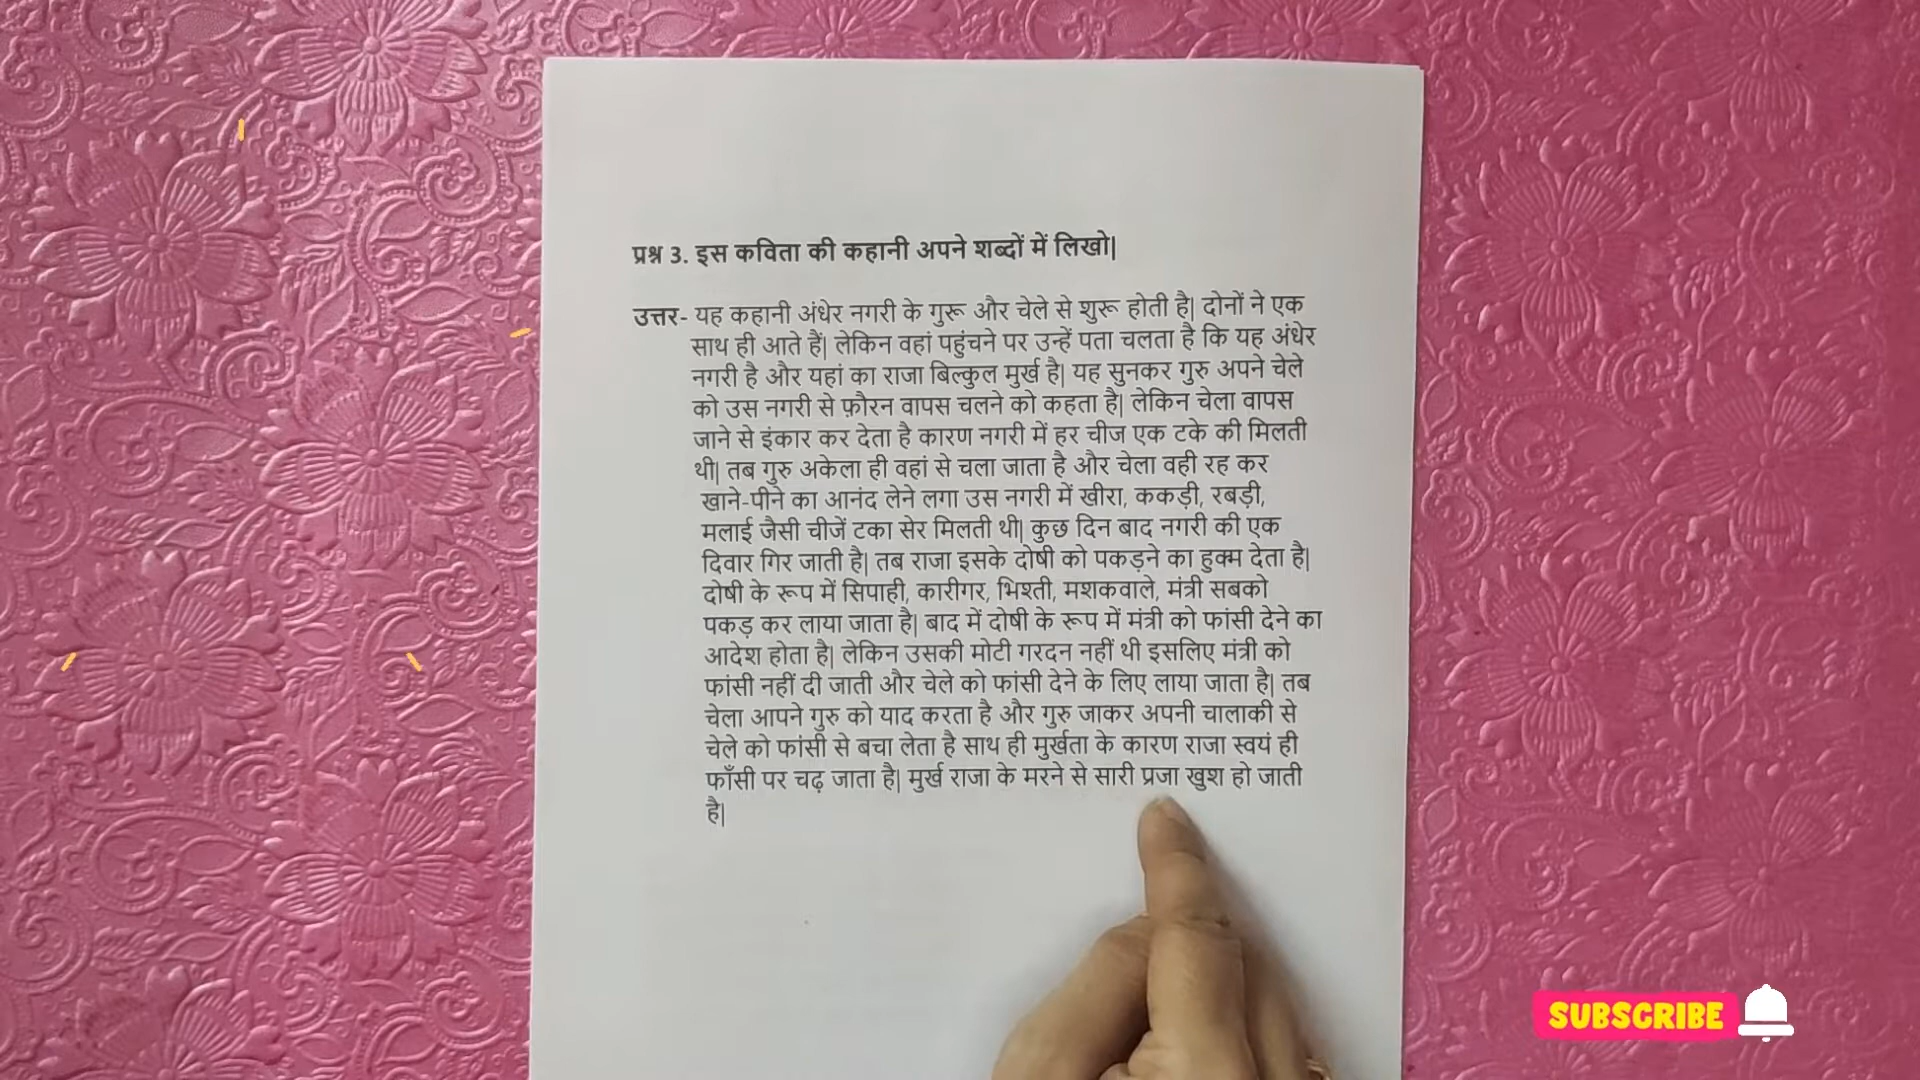 प्रश्न 3. इस कविता की कहानी अपने शब्दों में लिखो|
उत्तर- यह कहानी अंधेर नगरी के गुरू और चेले से शुरू होती है| दोनों ने एक
साथ ही आते हैं| लेकिन वहां पहुंचने पर उन्हें पता चलता है कि यह अंधेर
नगरी है और यहां का राजा बिल्कुल मुर्ख है| यह सुनकर गुरु अपने चेले
को उस नगरी से फ़ौरन वापस चलने को कहता है| लेकिन चेला वापस
जाने से इंकार कर देता है कारण नगरी में हर चीज एक टके की मिलती
थी| तब गुरु अकेला ही वहां से चला जाता है और चेला वही रह कर
खाने-पीने का आनंद लेने लगा उस नगरी में खीरा, ककड़ी, रबड़ी,
मलाई जैसी चीजें टका सेर मिलती थी| कुछ दिन बाद नगरी की एक
दिवार गिर जाती है| तब राजा इसके दोषी को पकड़ने का हुक्म देता है|
दोषी के रूप में सिपाही, कारीगर, भिश्ती, मशकवाले, मंत्री सबको
पकड़ कर लाया जाता है| बाद में दोषी के रूप में मंत्री को फांसी देने का
आदेश होता है| लेकिन उसकी मोटी गरदन नहीं थी इसलिए मंत्री को
फांसी नहीं दी जाती और चेले को फांसी देने के लिए लाया जाता है| तब
चेला आपने गुरु को याद करता है और गुरु जाकर अपनी चालाकी से
चेले को फांसी से बचा लेता है साथ ही मुर्खता के कारण राजा स्वयं ही
फाँसी पर चढ़ जाता है| मुर्ख राजा के मरने से सारी प्रजा खुश हो जाती
है|
SUBSCRIBE